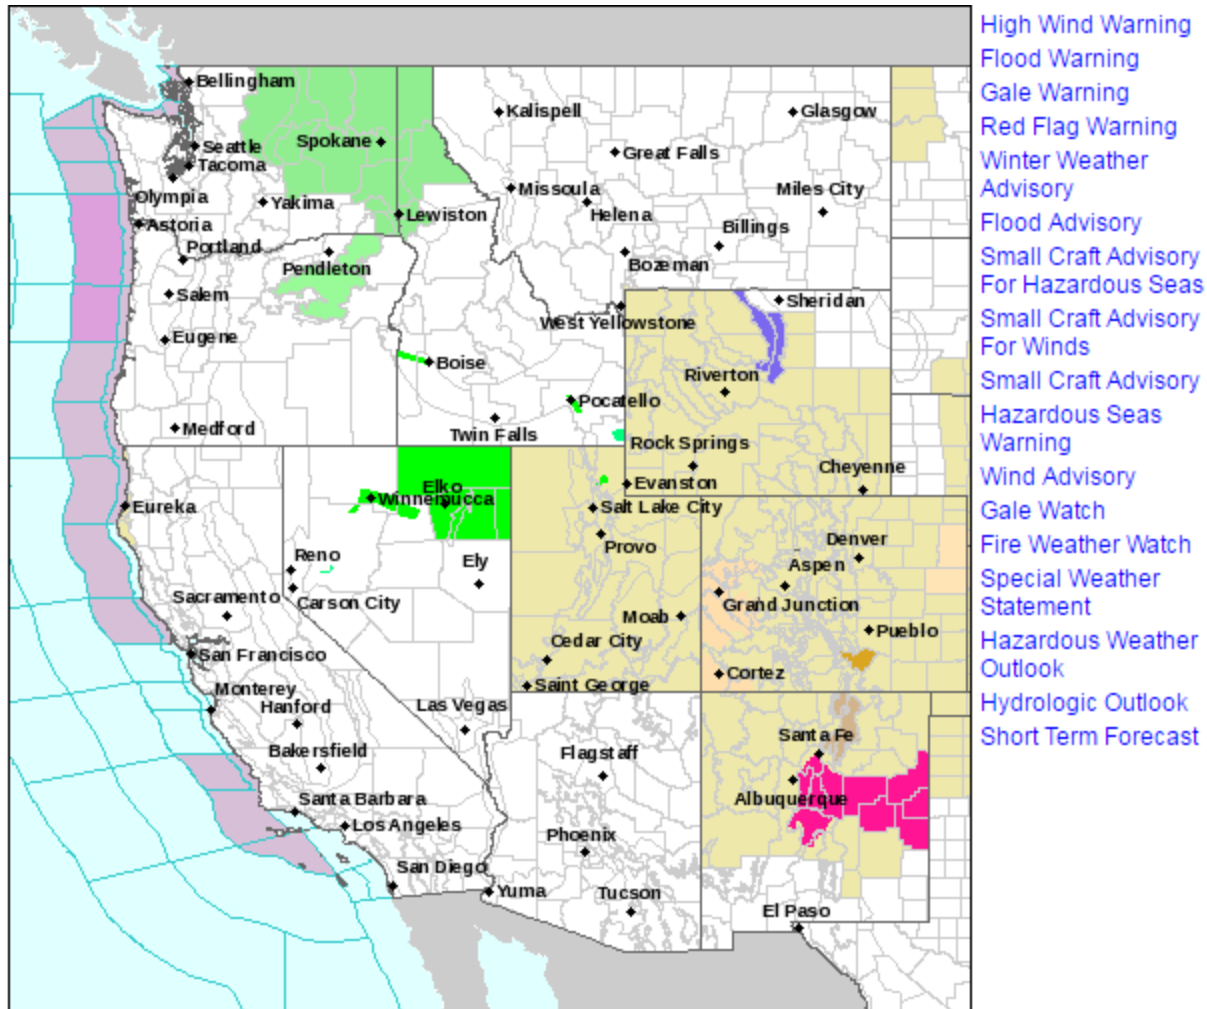 High Wind Warning
Flood Warning
Gale Warning
Red Flag Warning
Winter Weather
Advisory
Flood Advisory
Small Craft Advisory
For Hazardous Seas
Small Craft Advisory
For Winds
Small Craft Advisory
Hazardous Seas
Warning
Wind Advisory
Gale Watch
Fire Weather Watch
Special Weather
Statement
Hazardous Weather
Outlook
Hydrologic Outlook
Short Term Forecast
Bellingham
Kalispell
Glasgow
Spokane
Seattle
Great Falls
Tacoma
Olympia
Yakima
Missoula
Miles City
Lewiston
Helena
Astoria
Billings
Portland
Pendleton
Bozeman
Salem
Sheridan
West Yellowstone
Eugene
Boise
Riverton
Pocatello
Medford
Twin Falls
Rock Springs
Cheyenne
Elko
Evanston
Winnemucca
Eureka
Salt Lake City
Provo
Denver
Reno
Ely
Aspen
Sacramento
Carson City
Grand Junction
Moab
Pueblo
Cedar City
San Francisco
Cortez
Saint George
Monterey
Hanford
Las Vegas
Santa Fe
Bakersfield
Flagstaff
Santa Barbara
Albuquerque
Los Angeles
Phoenix
San Diego
Yuma
Tucson
El Paso